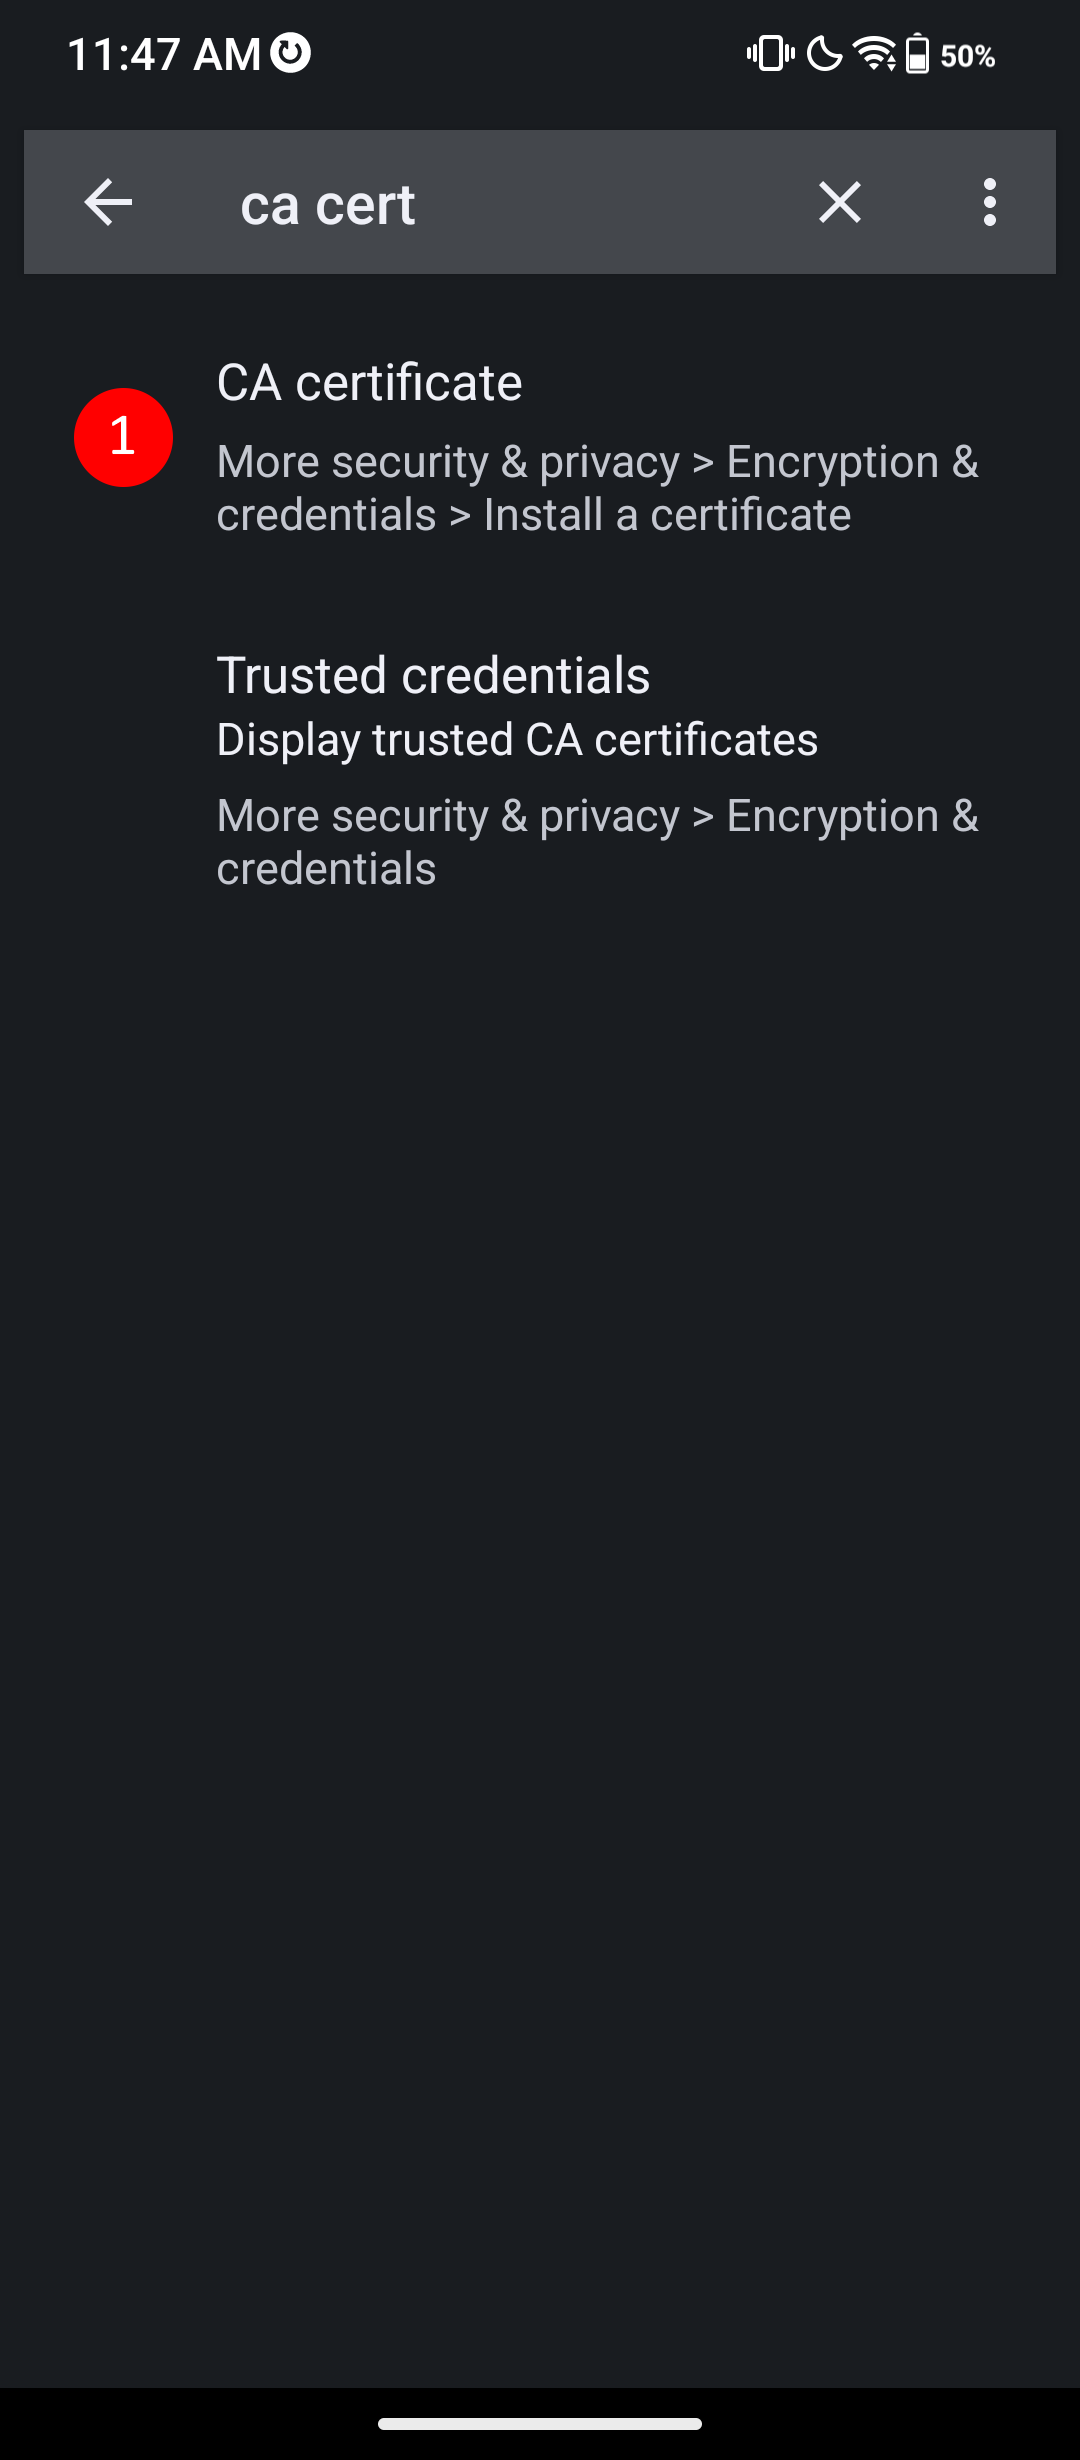 11:47 AM 50%
ca cert
CA certificate
1
More security & privacy > Encryption &
credentials > Install a certificate
Trusted credentials
Display trusted CA certificates
More security & privacy > Encryption &
credentials